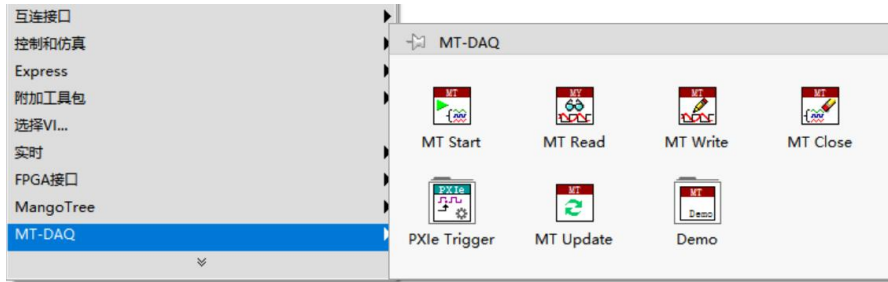 互连接口
控制和仿真
Express
附加工具包
选择VI...
实时
FPGA接口
MangoTree
MT-DAQ
MT-DAQ
MT
MY
MT
MT
MT Start
MT Read
MT Write
MT Close
PXIe
MT
MT
Demo
PXIe Trigger
MT Update
Demo